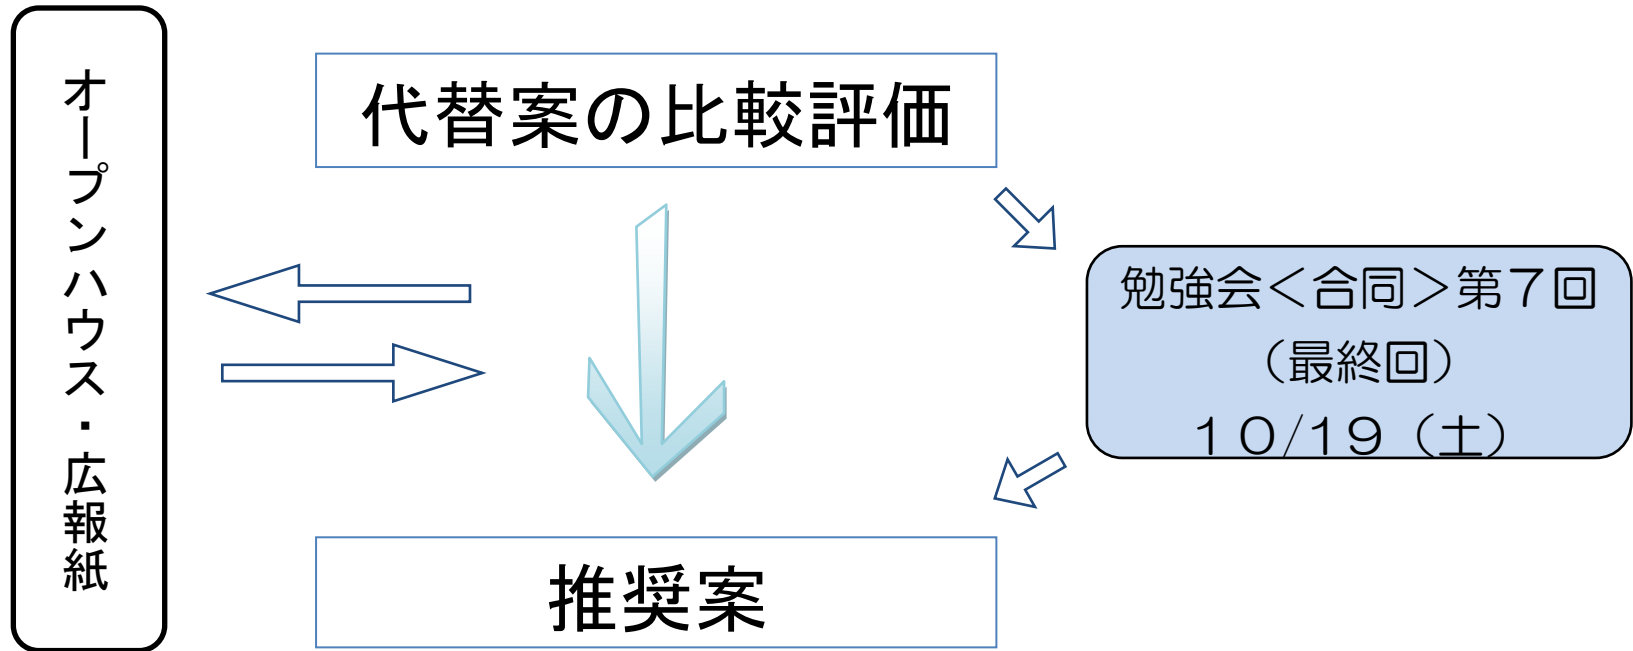 オープンハウス・広報紙
代替案の比較評価
勉強会＜合同＞第７回
（最終回）
１０/１９（土）
推奨案